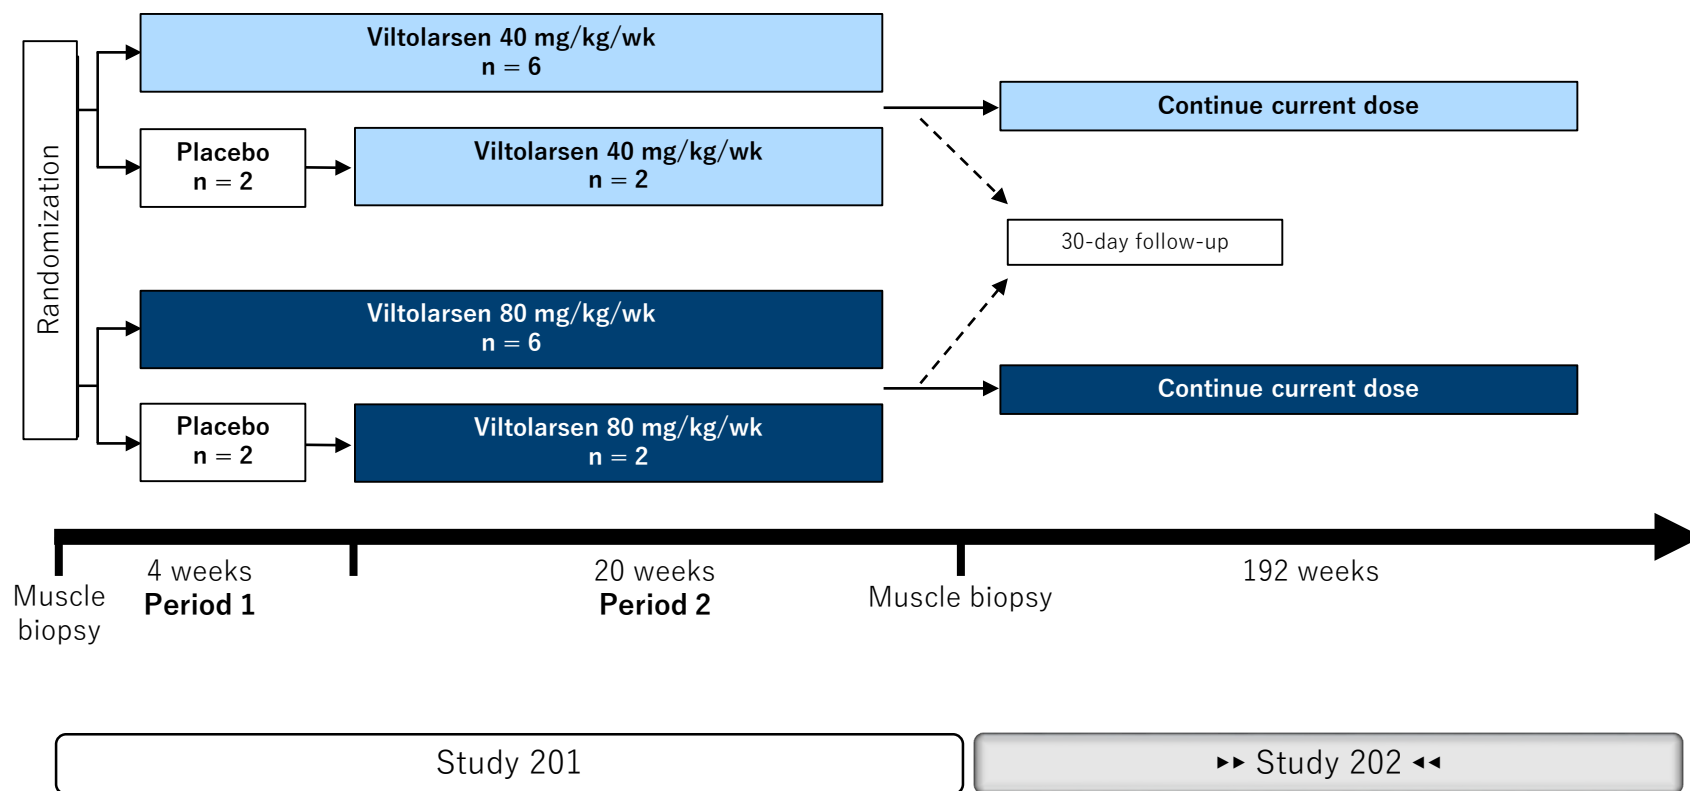 Randomization
Viltolarsen 40 mg/kg/wk
n = 6
Placebo
n = 2
Viltolarsen 40 mg/kg/wk
n = 2
Continue current dose
30-day follow-up
Viltolarsen 80 mg/kg/wk
n = 6
Placebo
n = 2
Viltolarsen 80 mg/kg/wk
n = 2
Continue current dose
Muscle
biopsy
4 weeks
Period 1
20 weeks
Period 2
Muscle biopsy
192 weeks
Study 201
►► Study 202 ◄◄